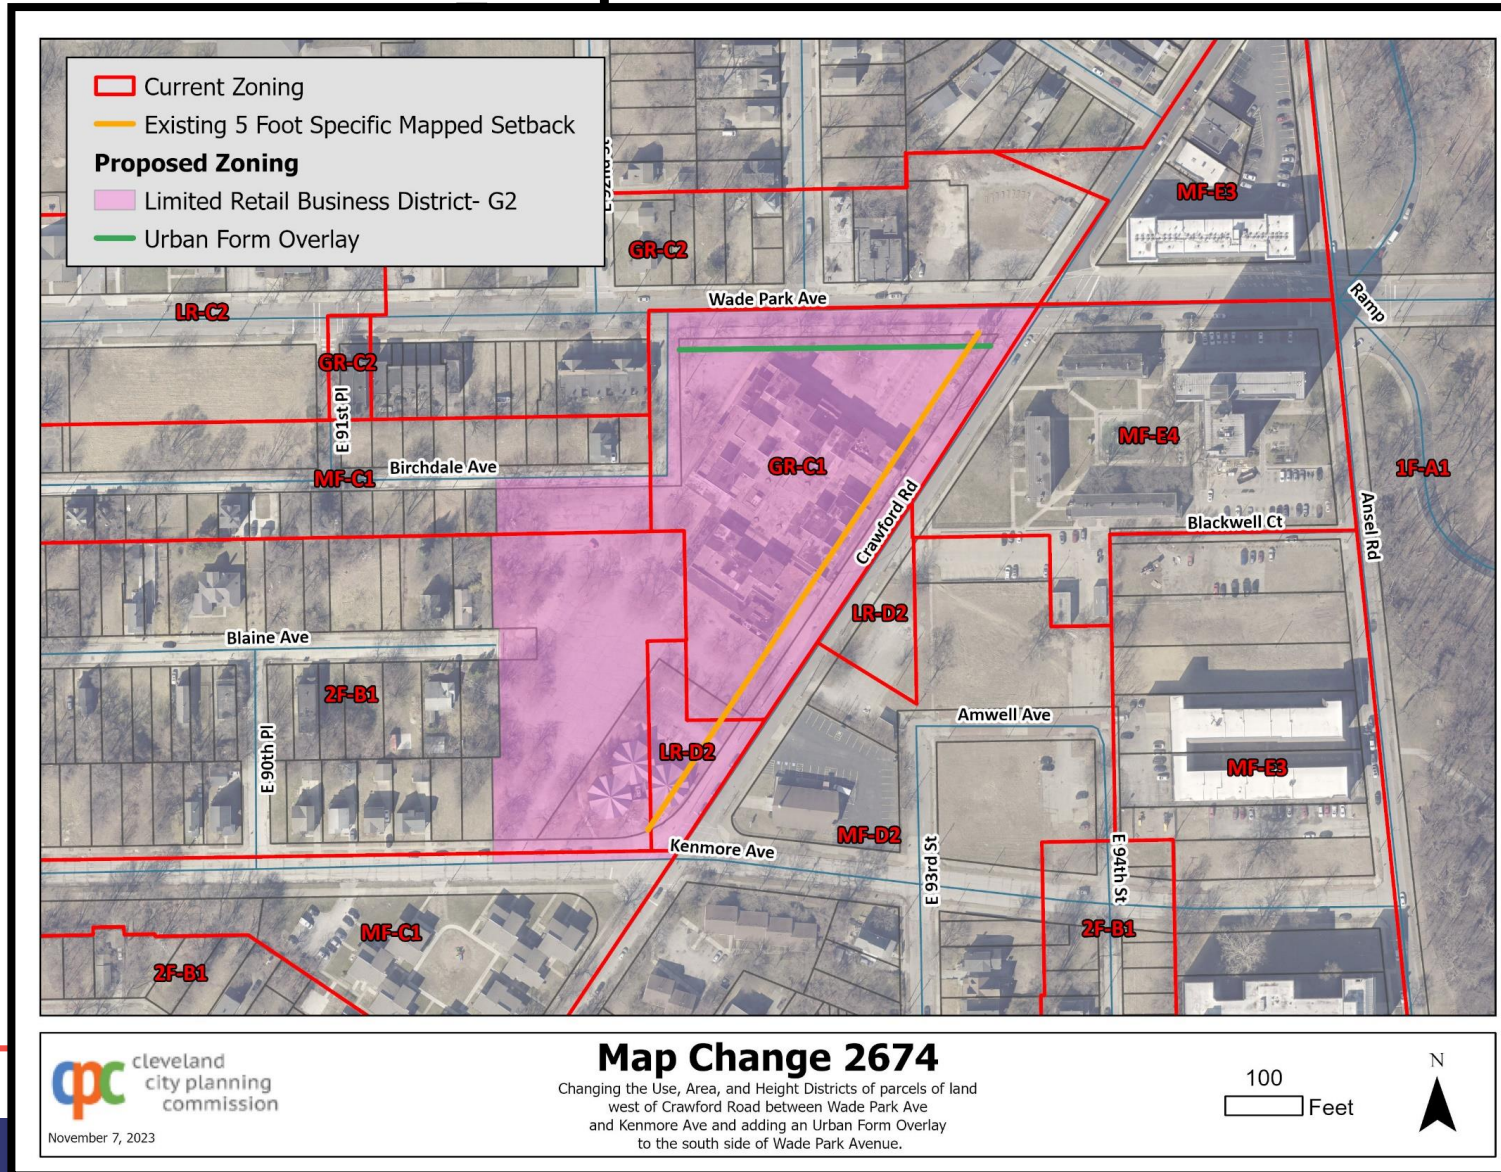 Current Zoning
Existing 5 Foot Specific Mapped Setback
Proposed Zoning
Limited Retail Business District- G2
Urban Form Overlay
E 92nd St
MF-E3
GR-C2
Wade Park Ave
Ramp
LR-C2
GR-C2
E 91st Pl
MF-E4
GR-C1
1F-A1
Birchdale Ave
MF-C1
Crawford Rd
Blackwell Ct
Ansel Rd
LR-D2
Blaine Ave
2F-B1
Amwell Ave
E 90th Pl
LR-D2
MF-E3
MF-D2
Kenmore Ave
E 93rd St
E 94th St
MF-C1
2F-B1
2F-B1
cpc
cleveland
city planning
commission
November 7, 2023
Map Change 2674
Changing the Use, Area, and Height Districts of parcels of land
west of Crawford Road between Wade Park Ave
and Kenmore Ave and adding an Urban Form Overlay
to the south side of Wade Park Avenue.
100
Feet
N